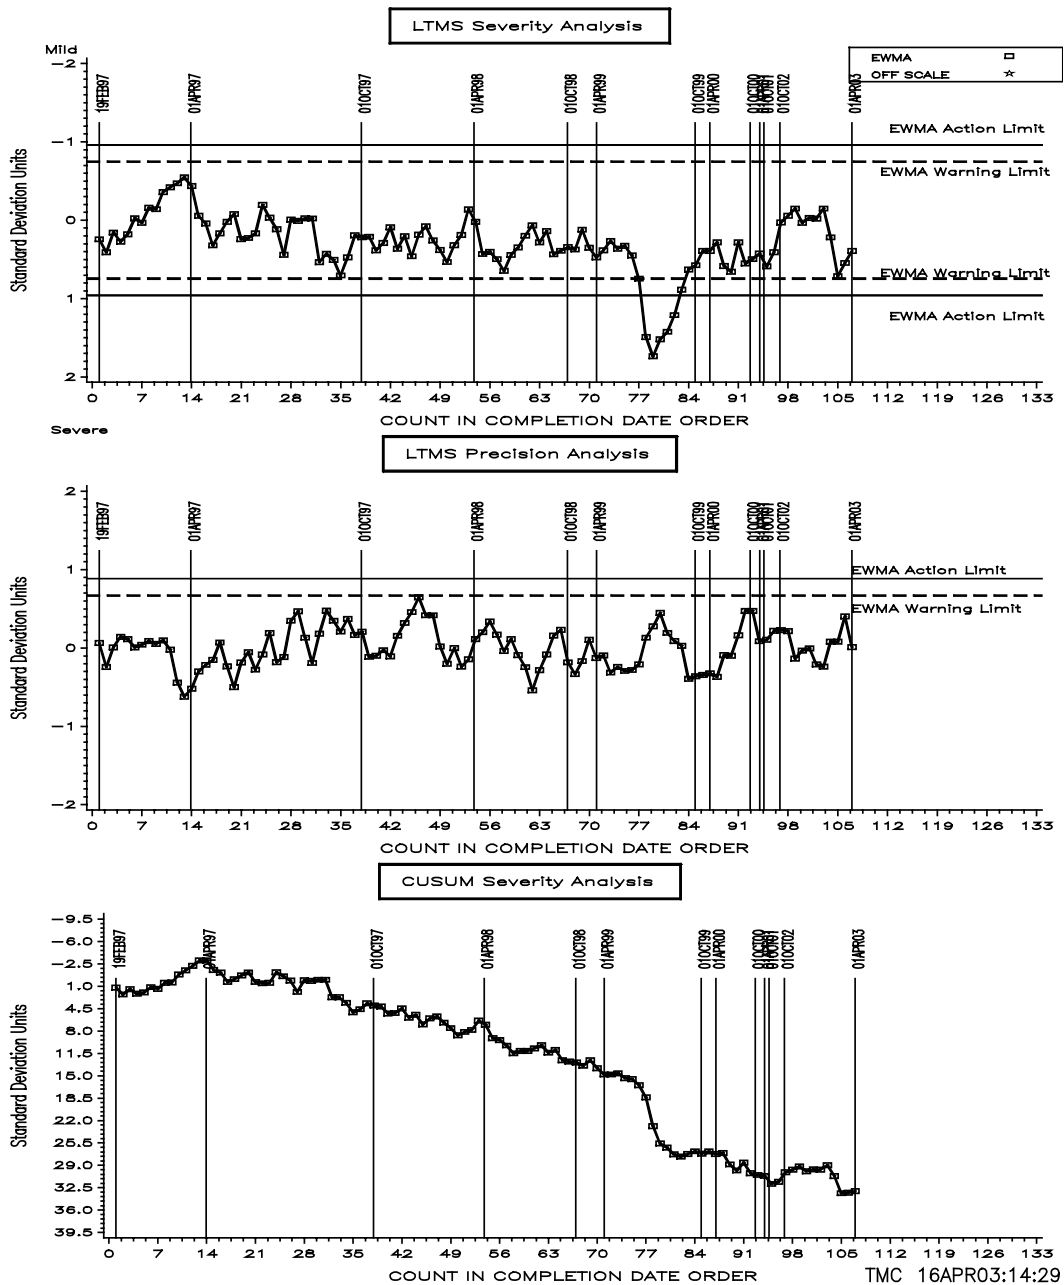 LTMS Severity Analysis
Mild
EWMA
OFF SCALE
19FEB97 01APR97 01OCT97 01APR98 01OCT98 01APR99 01OCT99 01APR00 01OCT00 01APR01 01OCT01 01OCT02 01APR03
EWMA Action Limit
EWMA Warning Limit
EWMA Warning Limit
EWMA Action Limit
Standard Deviation Units
-2
-1
0
1
2
0 7 14 21 28 35 42 49 56 63 70 77 84 91 98 105 112 119 126 133
COUNT IN COMPLETION DATE ORDER
Severe
LTMS Precision Analysis
19FEB97 01APR97 01OCT97 01APR98 01OCT98 01APR99 01OCT99 01APR00 01OCT00 01APR01 01OCT01 01OCT02 01APR03
EWMA Action Limit
EWMA Warning Limit
Standard Deviation Units
2
1
0
-1
-2
0 7 14 21 28 35 42 49 56 63 70 77 84 91 98 105 112 119 126 133
COUNT IN COMPLETION DATE ORDER
CUSUM Severity Analysis
19FEB97 01APR97 01OCT97 01APR98 01OCT98 01APR99 01OCT99 01APR00 01OCT00 01APR01 01OCT01 01OCT02 01APR03
Standard Deviation Units
-9.5
-6.0
-2.5
1.0
4.5
8.0
11.5
15.0
18.5
22.0
25.5
29.0
32.5
36.0
39.5
0 7 14 21 28 35 42 49 56 63 70 77 84 91 98 105 112 119 126 133
COUNT IN COMPLETION DATE ORDER
TMC 16APR03:14:29